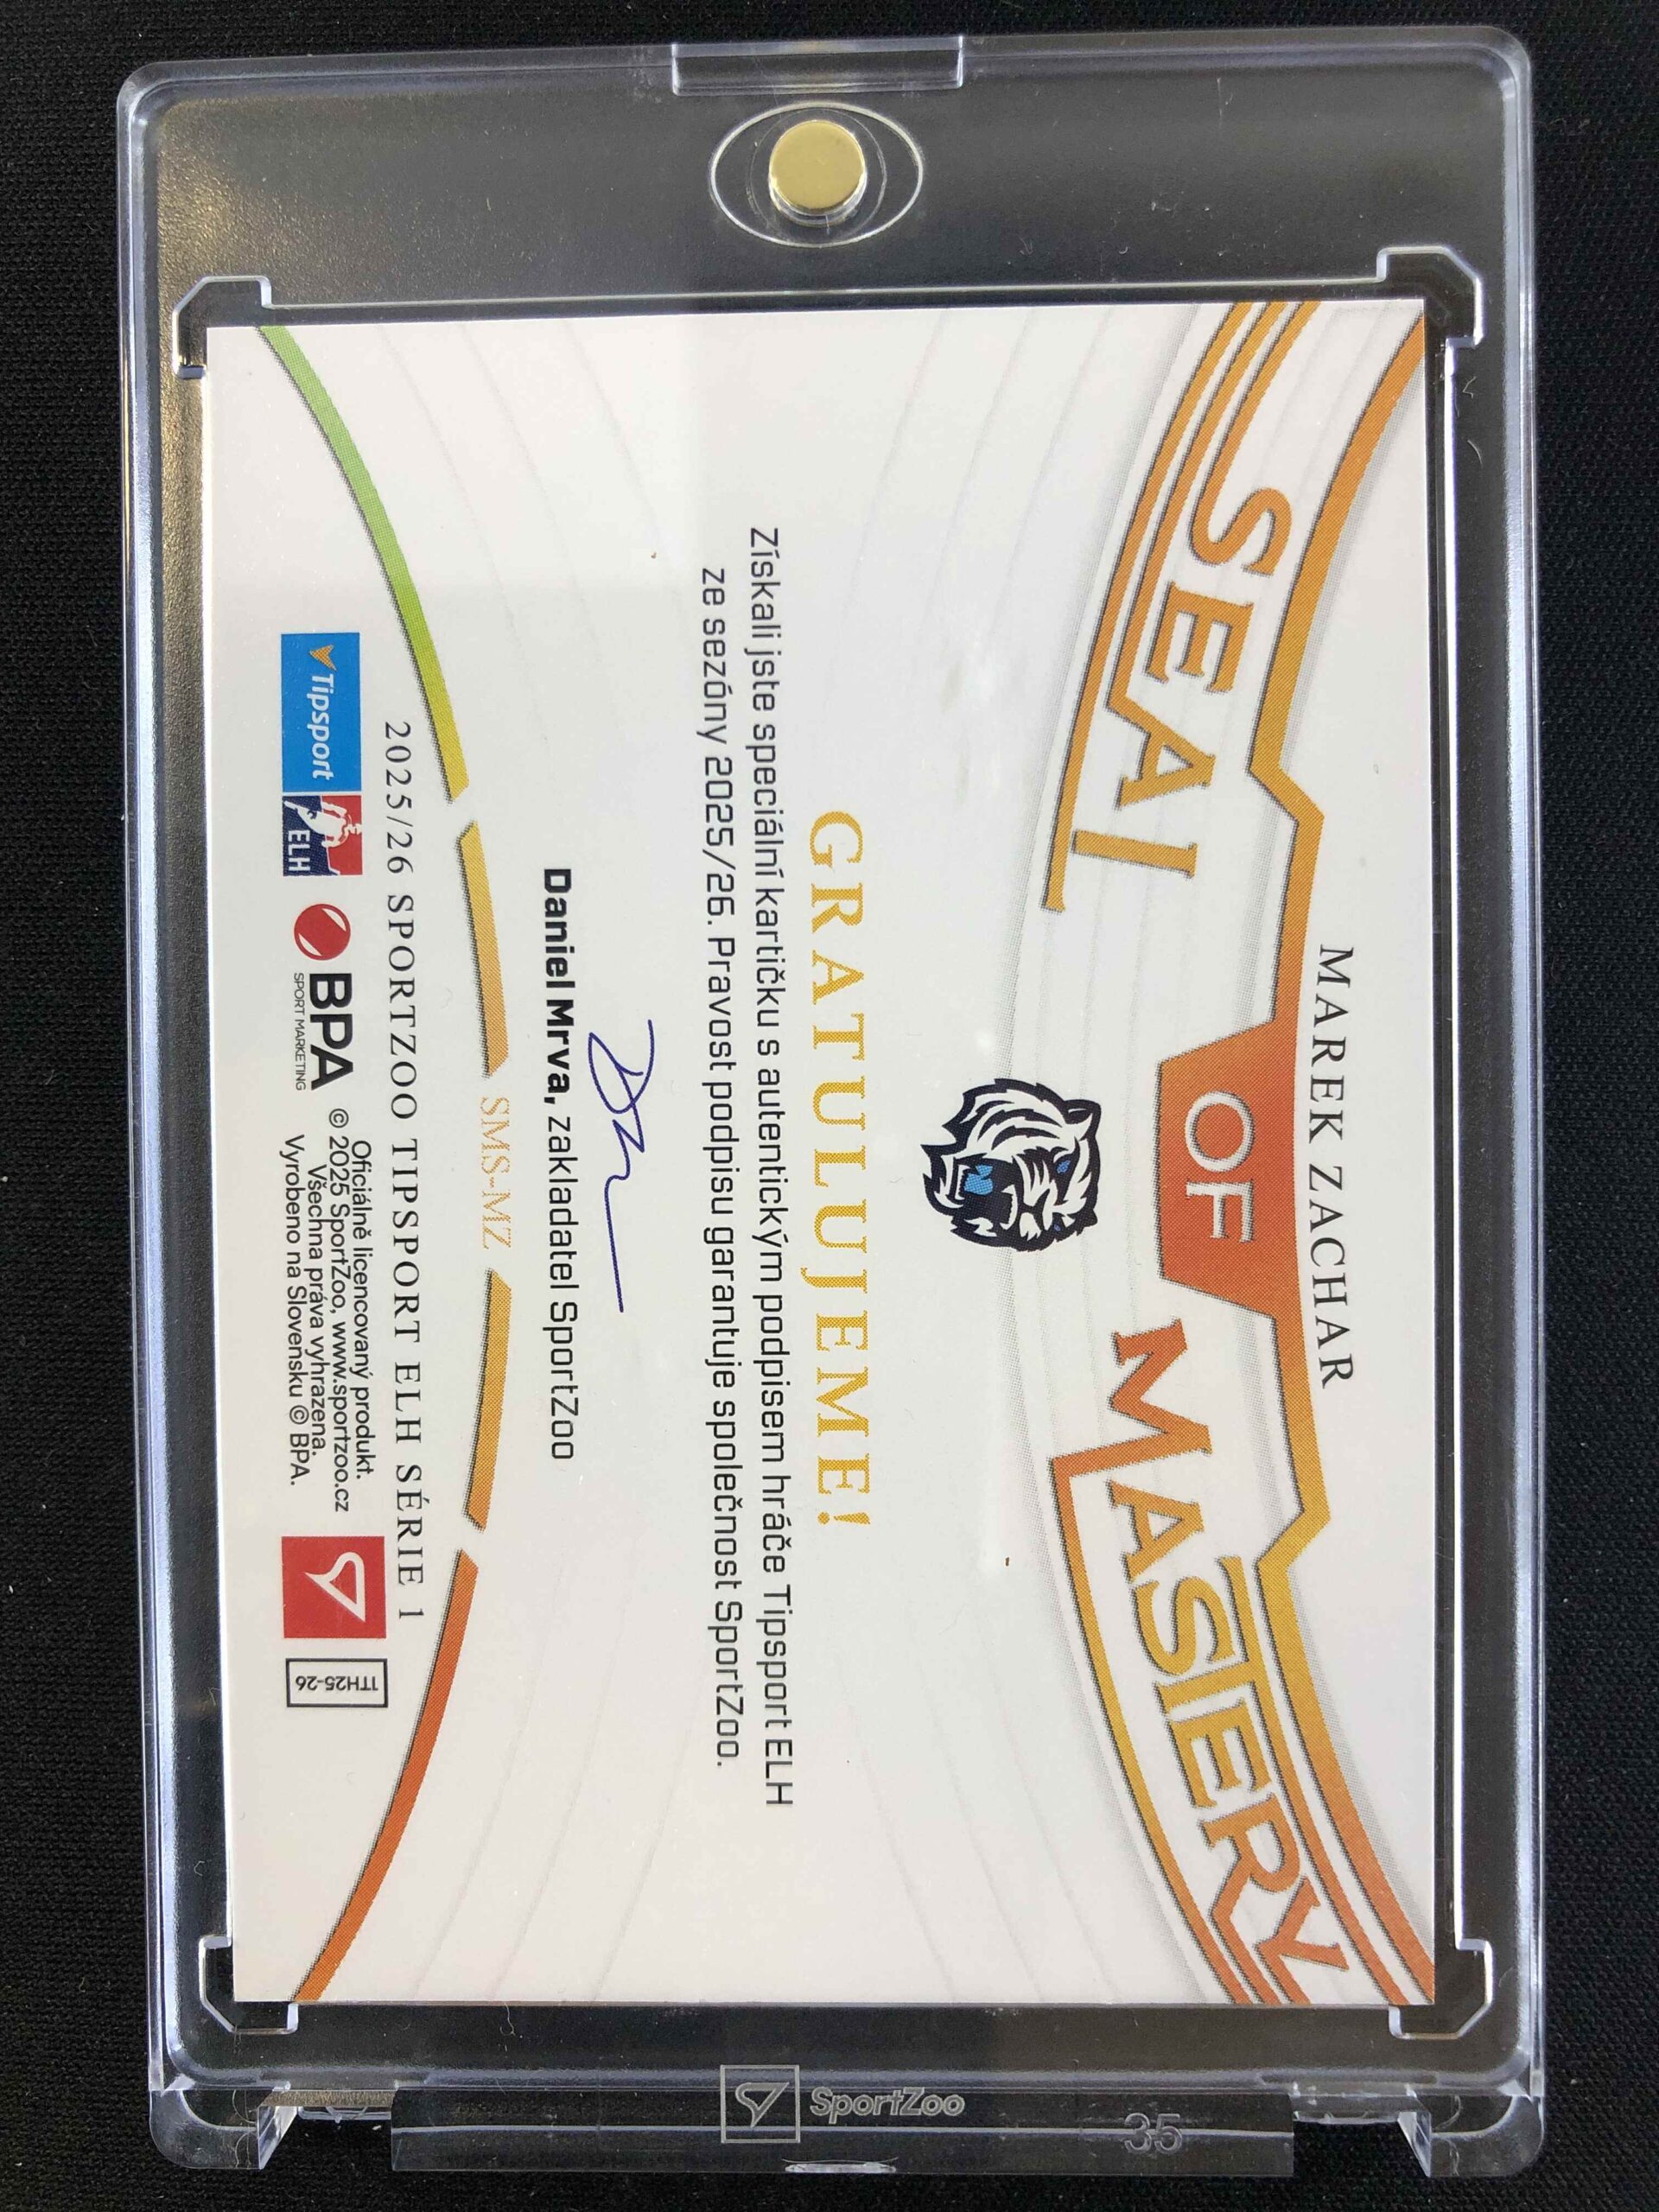 MAREK ZACHAR
SEAL OF MASTERY
GRATULUJEME!
Získali jste speciální kartičku s autentickým podpisem hráče Tipsport ELH
ze sezóny 2025/26. Pravost podpisu garantuje společnost SportZoo.
Daniel Mrva, zakladatel SportZoo
SMS-MZ
2025/26 SPORTZOO TIPSPORT ELH SÉRIE 1
Tipsport
ELH
BPA
SPORT MARKETING
Oficiálně licencovaný produkt.
© 2025 SportZoo, www.sportzoo.cz
Všechna práva vyhrazena.
Vyrobeno na Slovensku © BPA.
1TH25-26
SportZoo
35